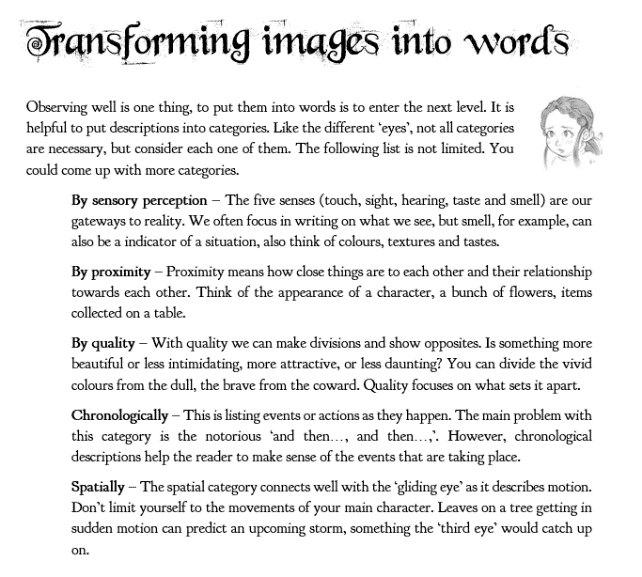 Transforming images into words
Observing well is one thing, to put them into words is to enter the next level. It is
helpful to put descriptions into categories. Like the different ‘eyes’, not all categories
are necessary, but consider each one of them. The following list is not limited. You
could come up with more categories.
By sensory perception – The five senses (touch, sight, hearing, taste and smell) are our
gateways to reality. We often focus in writing on what we see, but smell, for example, can
also be a indicator of a situation, also think of colours, textures and tastes.
By proximity – Proximity means how close things are to each other and their relationship
towards each other. Think of the appearance of a character, a bunch of flowers, items
collected on a table.
By quality – With quality we can make divisions and show opposites. Is something more
beautiful or less intimidating, more attractive, or less daunting? You can divide the vivid
colours from the dull, the brave from the coward. Quality focuses on what sets it apart.
Chronologically – This is listing events or actions as they happen. The main problem with
this category is the notorious ‘and then…, and then…,’. However, chronological
descriptions help the reader to make sense of the events that are taking place.
Spatially – The spatial category connects well with the ‘gliding eye’ as it describes motion.
Don’t limit yourself to the movements of your main character. Leaves on a tree getting in
sudden motion can predict an upcoming storm, something the ‘third eye’ would catch up
on.